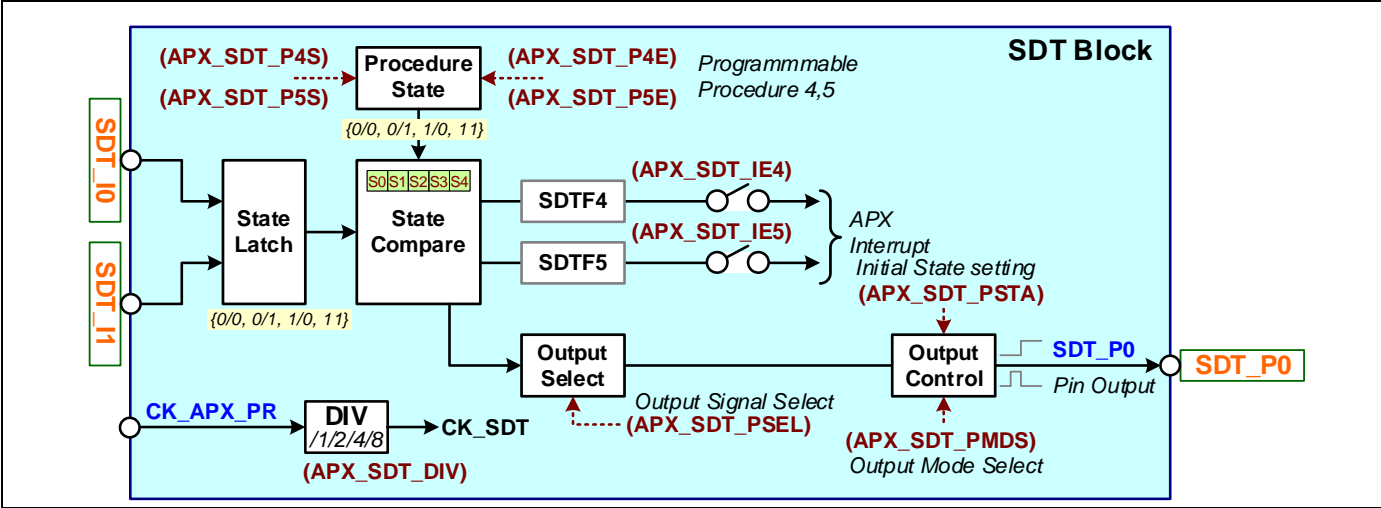 SDT Block
(APX_SDT_P4S)
(APX_SDT_P5S)
Procedure
State
(APX_SDT_P4E)
(APX_SDT_P5E)
Programmmable
Procedure 4,5
{0/0, 0/1, 1/0, 11}
SDT_I0
SDT_I1
State
Latch
{0/0, 0/1, 1/0, 11}
S0 S1 S2 S3 S4
State
Compare
SDTF4
SDTF5
(APX_SDT_IE4)
(APX_SDT_IE5)
APX
Interrupt
Initial State setting
(APX_SDT_PSTA)
Output
Select
Output Signal Select
(APX_SDT_PSEL)
Output
Control
(APX_SDT_PMDS)
Output Mode Select
SDT_P0
Pin Output
SDT_P0
CK_APX_PR
DIV
/1/2/4/8
(APX_SDT_DIV)
CK_SDT